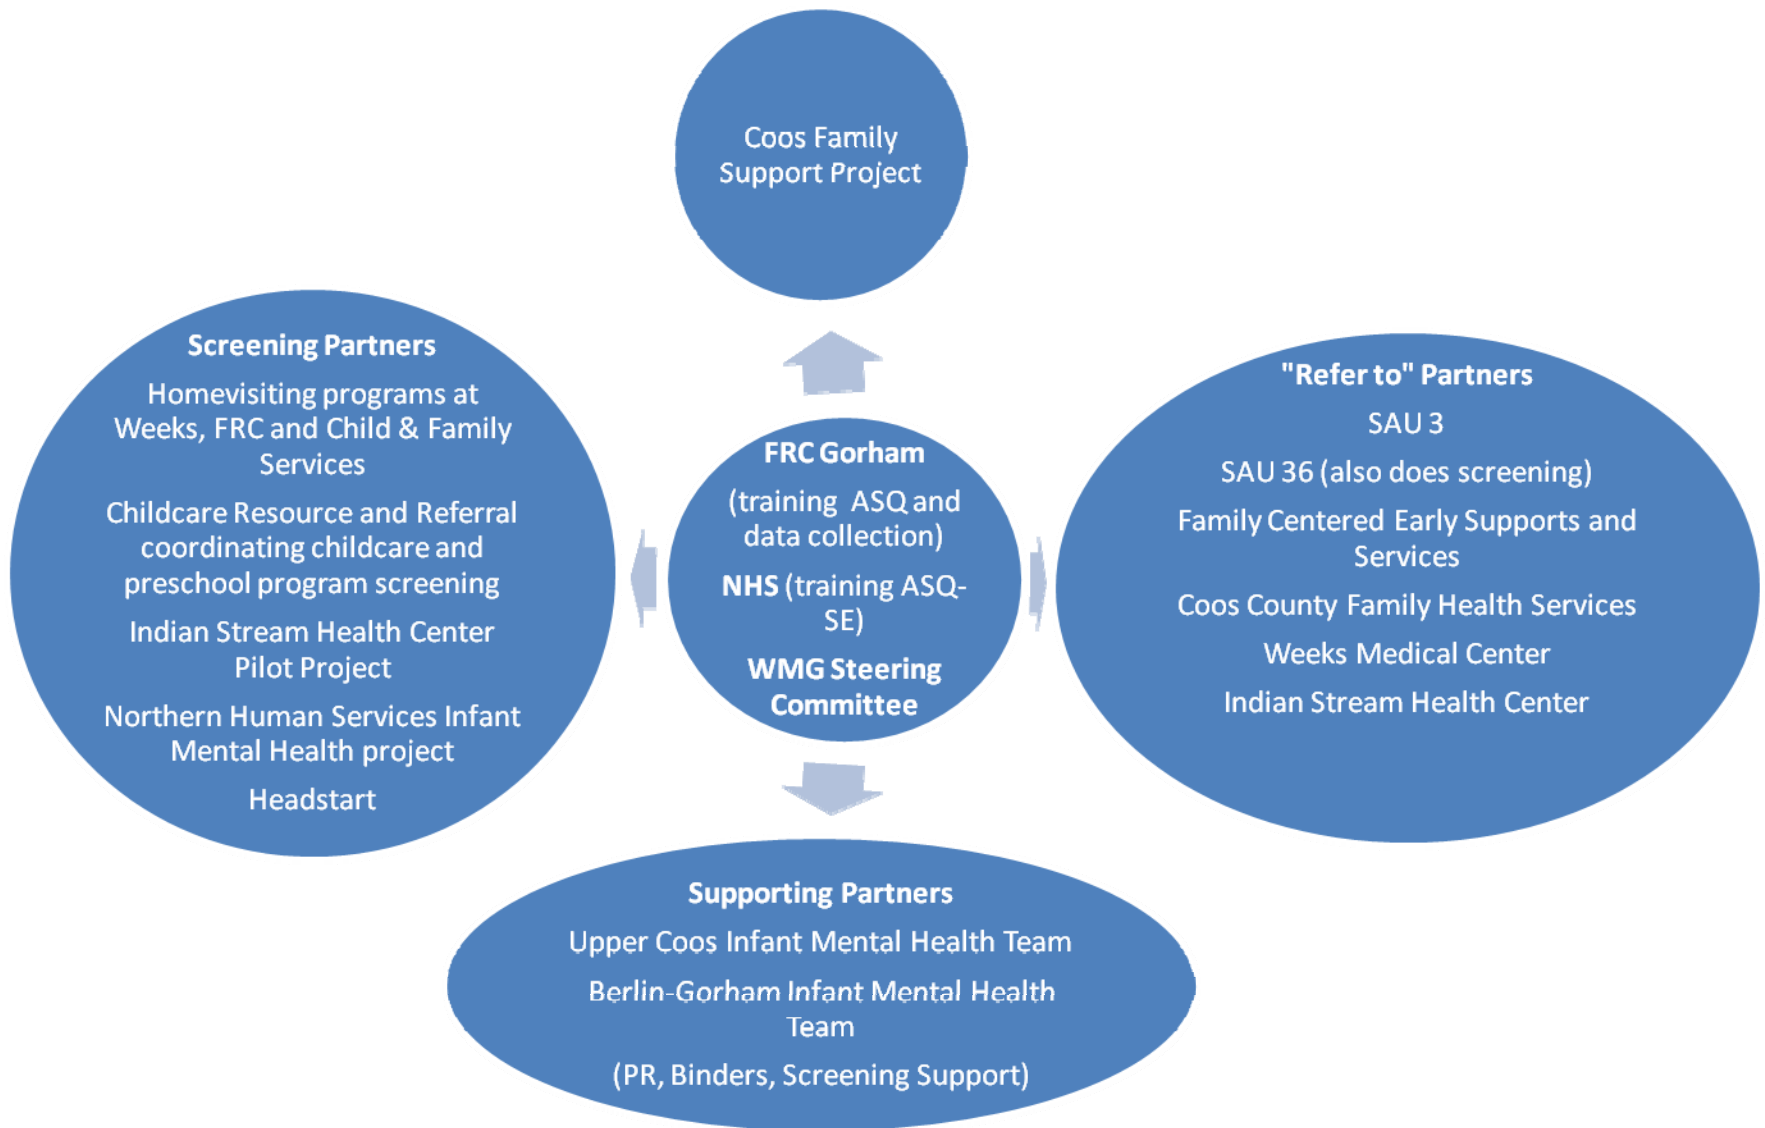 Coos Family
Support Project
Screening Partners
Homevisiting programs at
Weeks, FRC and Child & Family
Services
Childcare Resource and Referral
coordinating childcare and
preschool program screening
Indian Stream Health Center
Pilot Project
Northern Human Services Infant
Mental Health project
Headstart
FRC Gorham
(training ASQ and
data collection)
NHS (training ASQ-
SE)
WMG Steering
Committee
"Refer to" Partners
SAU 3
SAU 36 (also does screening)
Family Centered Early Supports and
Services
Coos County Family Health Services
Weeks Medical Center
Indian Stream Health Center
Supporting Partners
Upper Coos Infant Mental Health Team
Berlin-Gorham Infant Mental Health
Team
(PR, Binders, Screening Support)